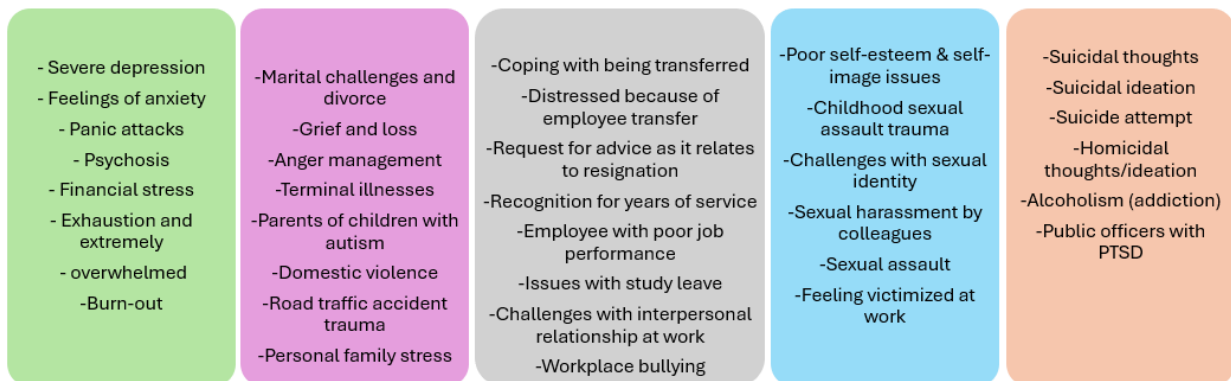 - Severe depression
- Feelings of anxiety
- Panic attacks
- Psychosis
- Financial stress
- Exhaustion and
extremely
- overwhelmed
-Burn-out
-Marital challenges and
divorce
-Grief and loss
-Anger management
-Terminal illnesses
-Parents of children with
autism
-Domestic violence
-Road traffic accident
trauma
-Personal family stress
-Coping with being transferred
-Distressed because of
employee transfer
-Request for advice as it relates
to resignation
-Recognition for years of service
-Employee with poor job
performance
-Issues with study leave
-Challenges with interpersonal
relationship at work
-Workplace bullying
-Poor self-esteem & self-
image issues
-Childhood sexual
assault trauma
-Challenges with sexual
identity
-Sexual harassment by
colleagues
-Sexual assault
-Feeling victimized at
work
-Suicidal thoughts
-Suicidal ideation
-Suicide attempt
-Homicidal
thoughts/ideation
-Alcoholism (addiction)
-Public officers with
PTSD